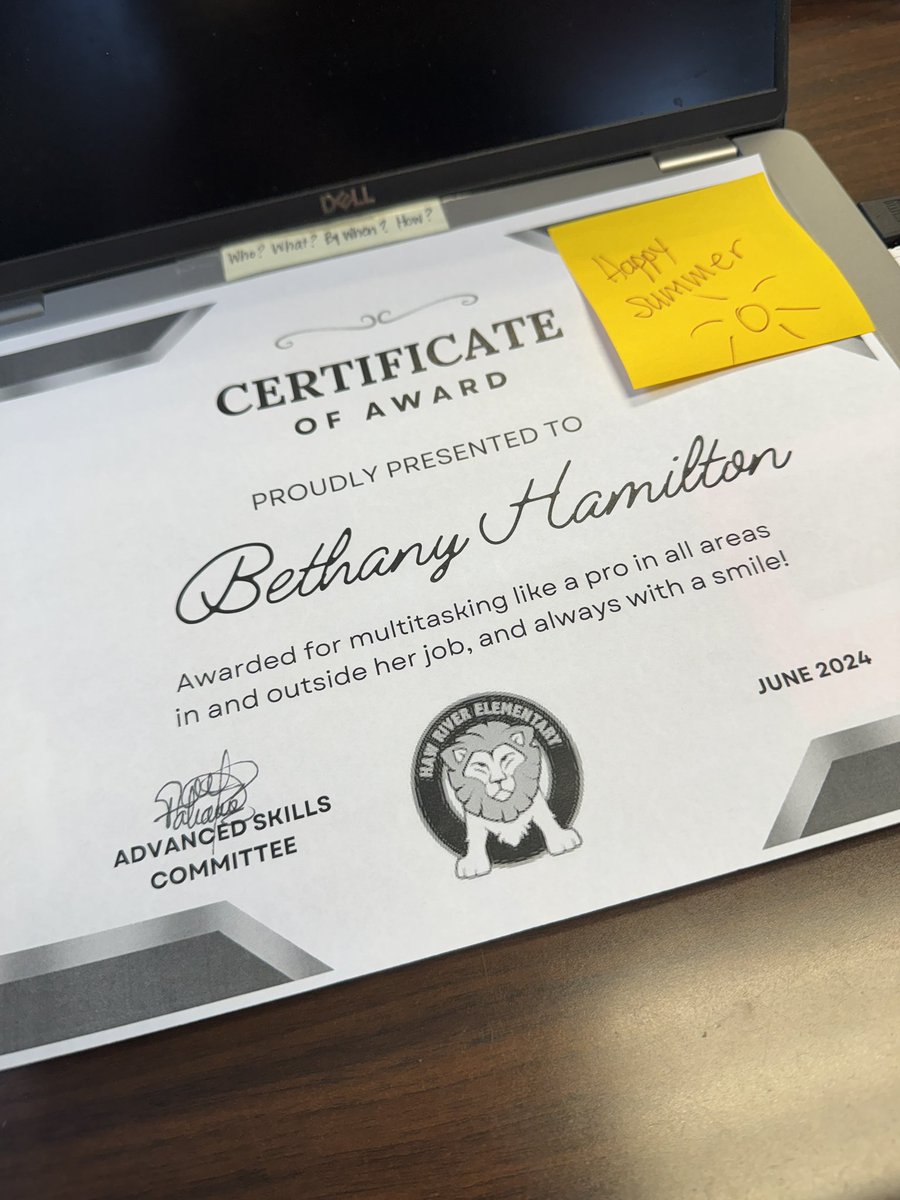 DELL
Who? What? By When? How?
Happy
summer
CERTIFICATE
OF AWARD
PROUDLY PRESENTED TO
Bethany Hamilton
Awarded for multitasking like a pro in all areas
in and outside her job, and always with a smile!
JUNE 2024
HAW RIVER ELEMENTARY
ADVANCED SKILLS
COMMITTEE